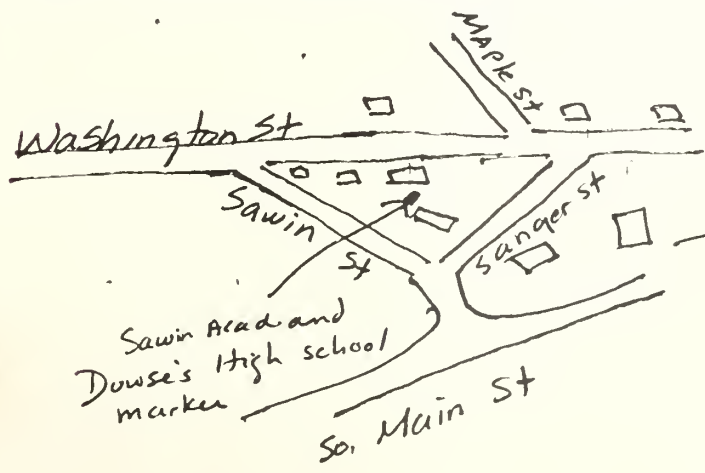 Maple St
Washington St
Sawin
St
Sanger St
Sawin Acad and
Dowse's High school
marker
So. Main St